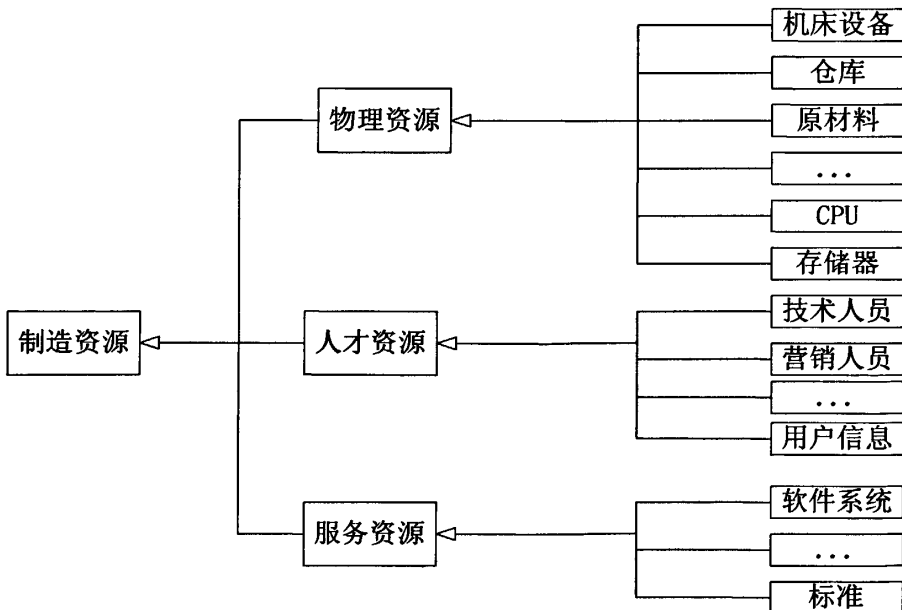 机床设备
仓库
物理资源
原材料
...
CPU
存储器
技术人员
制造资源
人才资源
营销人员
...
用户信息
软件系统
服务资源
...
标准